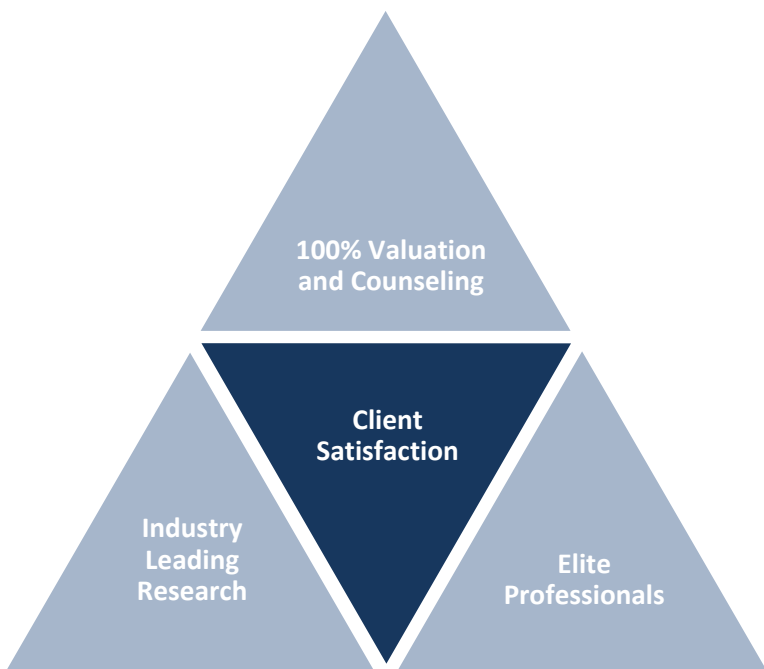 100% Valuation
and Counseling
Client
Satisfaction
Industry
Leading
Research
Elite
Professionals